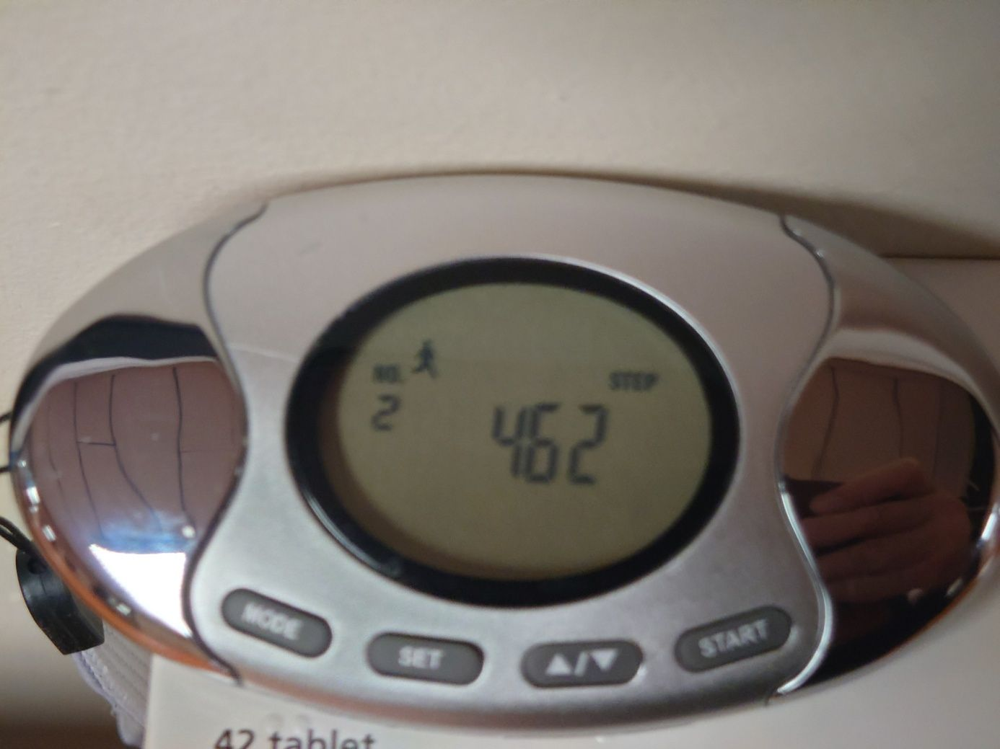 NO.
STEP
2
462
MODE
SET
▲/▼
START
42 tablet